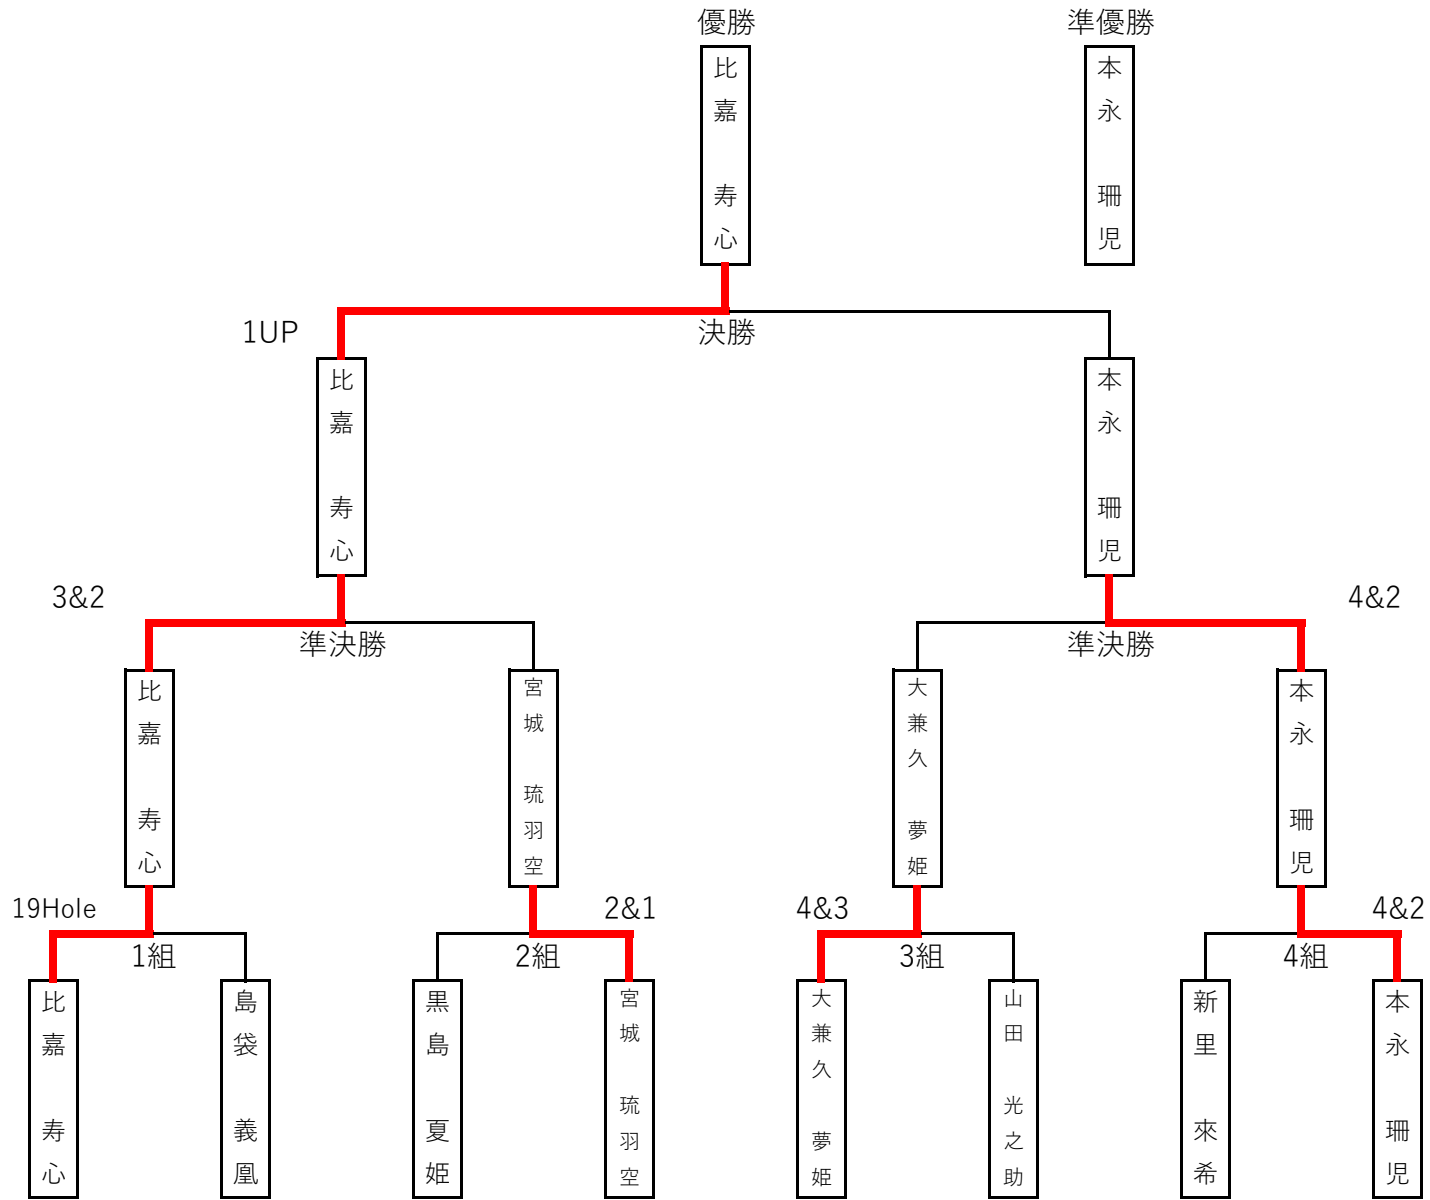 優勝
準優勝
比嘉 寿心
本永 珊児
1UP
決勝
比嘉 寿心
本永 珊児
3&2
準決勝
準決勝
4&2
比嘉 寿心
宮城 琉羽空
大兼久 夢姫
本永 珊児
19Hole
1組
2組
2&1
4&3
3組
4組
4&2
比嘉 寿心
島袋 義凰
黒島 夏姫
宮城 琉羽空
大兼久 夢姫
山田 光之助
新里 來希
本永 珊児